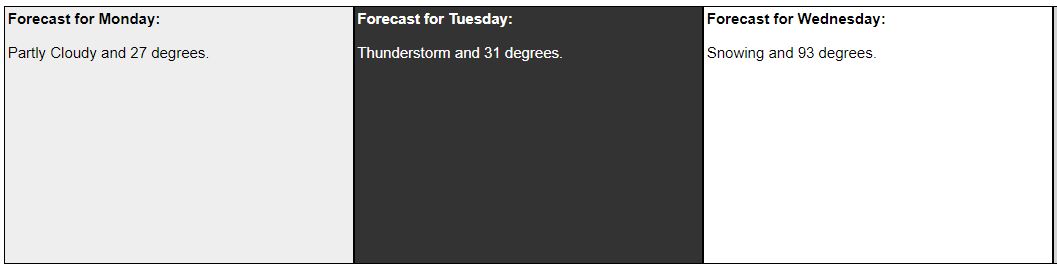 Forecast for Monday:
Partly Cloudy and 27 degrees.
Forecast for Tuesday:
Thunderstorm and 31 degrees.
Forecast for Wednesday:
Snowing and 93 degrees.